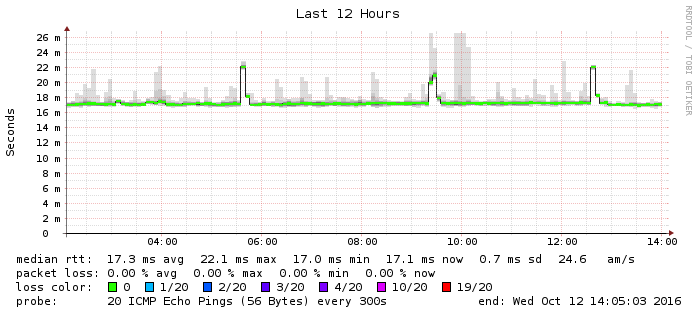 Last 12 Hours
RRDTOOL / TOBI OETIKER
Seconds
26 m
24 m
22 m
20 m
18 m
16 m
14 m
12 m
10 m
8 m
6 m
4 m
2 m
0
04:00 06:00 08:00 10:00 12:00 14:00
median rtt: 17.3 ms avg 22.1 ms max 17.0 ms min 17.1 ms now 0.7 ms sd 24.6 am/s
packet loss: 0.00 % avg 0.00 % max 0.00 % min 0.00 % now
loss color: 0 1/20 2/20 3/20 4/20 10/20 19/20
probe: 20 ICMP Echo Pings (56 Bytes) every 300s end: Wed Oct 12 14:05:03 2016